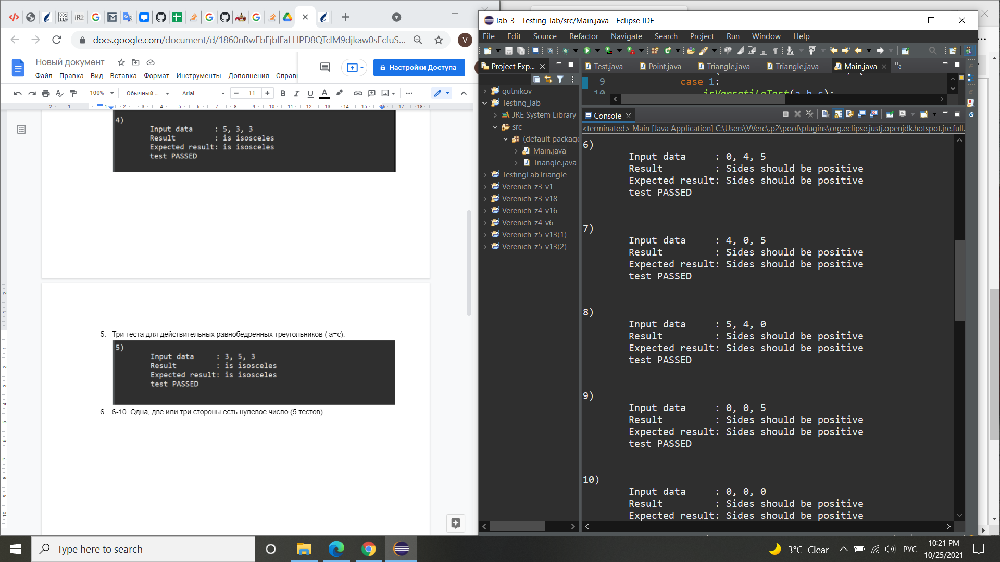 docs.google.com/document/d/1860nRwFbFjblFaLHPD8QTclM9djkaw0sFcfuS...
V
Новый документ
Файл Правка Вид Вставка Формат Инструменты Дополнения Справк
Настройки Доступа
100% Обычный ... Arial 11
4)
Input data : 5, 3, 3
Result : is isosceles
Expected result: is isosceles
test PASSED
5. Три теста для действительных равнобедренных треугольников ( a=c).
5)
Input data : 3, 5, 3
Result : is isosceles
Expected result: is isosceles
test PASSED
6. 6-10. Одна, две или три стороны есть нулевое число (5 тестов).
lab_3 - Testing_lab/src/Main.java - Eclipse IDE
File Edit Source Refactor Navigate Search Project Run Window Help
Project Exp...
gutnikov
Testing_lab
JRE System Library
src
(default package
Main.java
Triangle.java
TestingLabTriangle
Verenich_z3_v1
Verenich_z3_v18
Verenich_z4_v16
Verenich_z4_v6
Verenich_z5_v13(1)
Verenich_z5_v13(2)
Test.java Point.java Triangle.java Triangle.java Main.java
9 case 1:
10 isVersatileTest(a,b,c);
Console
<terminated> Main [Java Application] C:\Users\VVerc\.p2\pool\plugins\org.eclipse.justj.openjdk.hotspot.jre.full.
6)
Input data : 0, 4, 5
Result : Sides should be positive
Expected result: Sides should be positive
test PASSED
7)
Input data : 4, 0, 5
Result : Sides should be positive
Expected result: Sides should be positive
test PASSED
8)
Input data : 5, 4, 0
Result : Sides should be positive
Expected result: Sides should be positive
test PASSED
9)
Input data : 0, 0, 5
Result : Sides should be positive
Expected result: Sides should be positive
test PASSED
10)
Input data : 0, 0, 0
Result : Sides should be positive
Expected result: Sides should be positive
Type here to search
3°C Clear
РУС
10:21 PM
10/25/2021